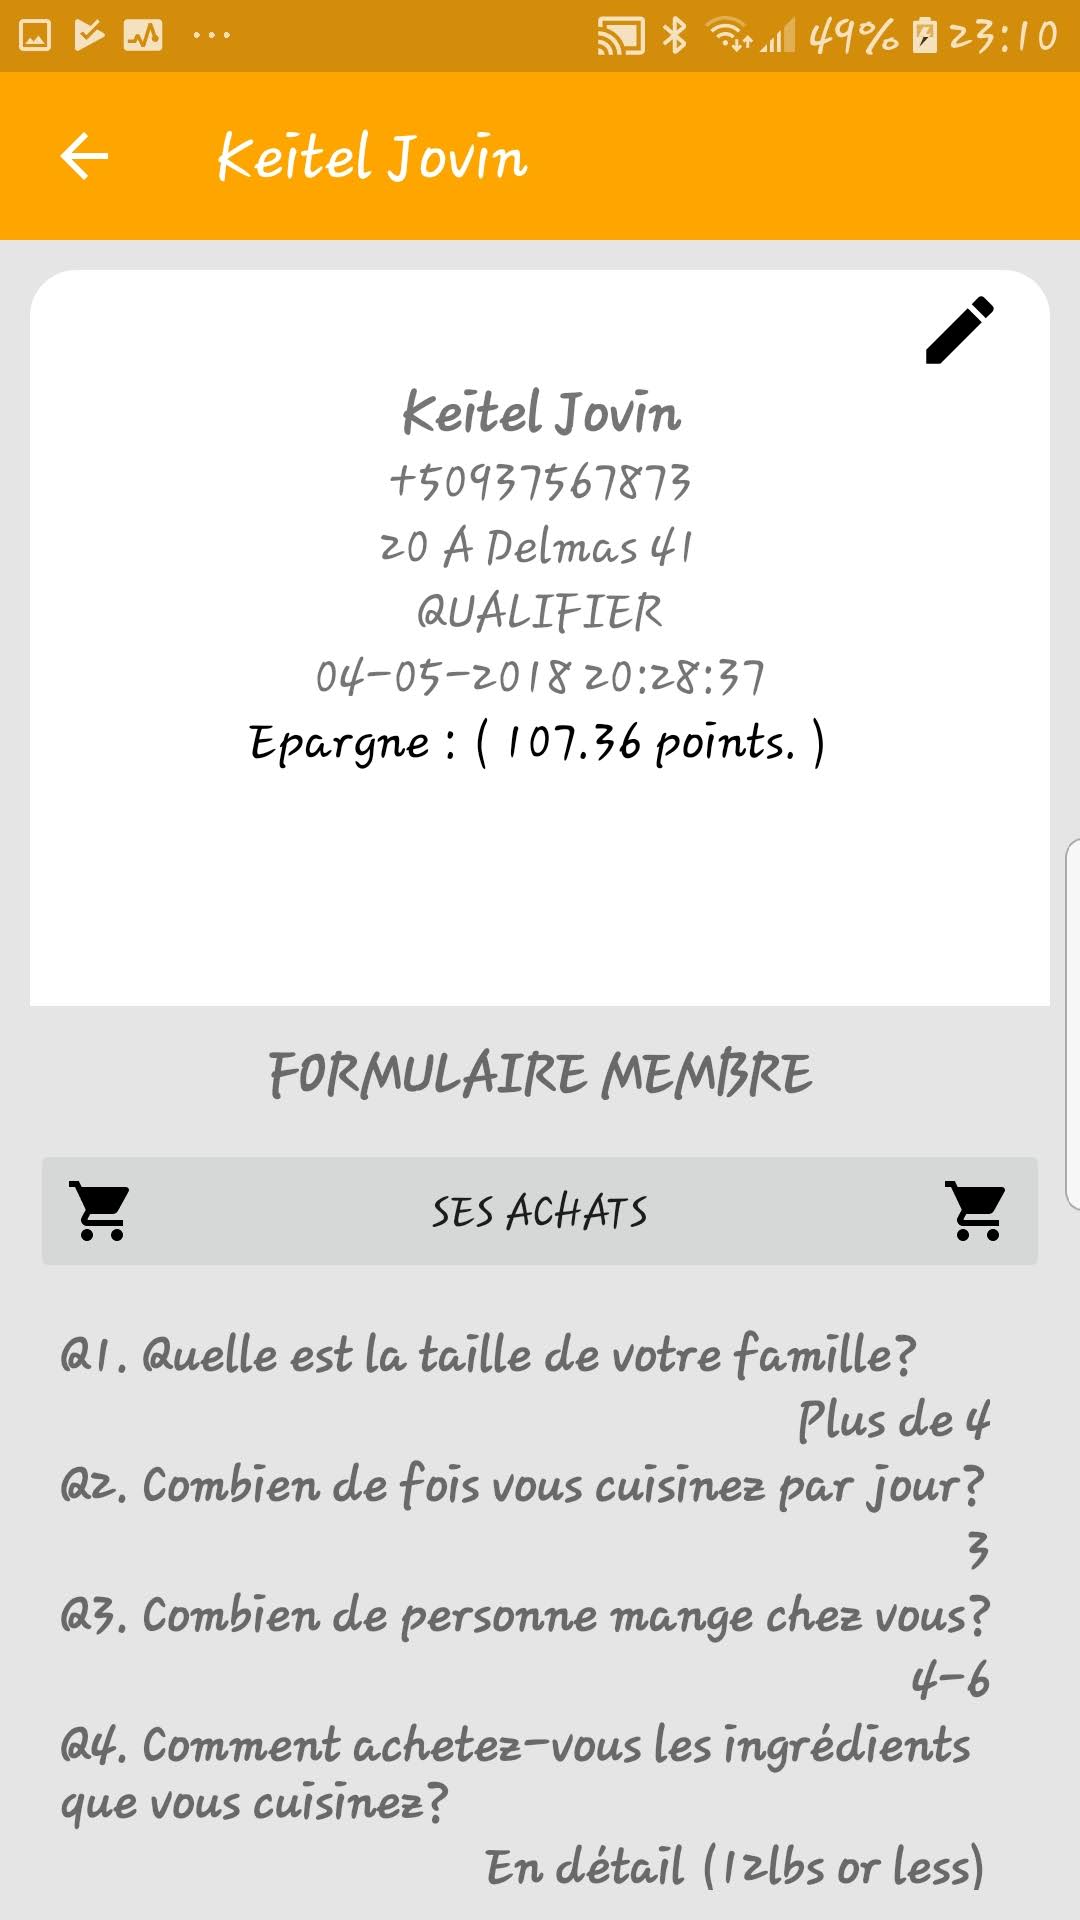 49% 23:10
Keitel Jovin
Keitel Jovin
+50937567873
20 A Delmas 41
QUALIFIER
04-05-2018 20:28:37
Epargne : ( 107.36 points. )
FORMULAIRE MEMBRE
SES ACHATS
Q1. Quelle est la taille de votre famille?
Plus de 4
Q2. Combien de fois vous cuisinez par jour?
3
Q3. Combien de personne mange chez vous?
4-6
Q4. Comment achetez-vous les ingrédients
que vous cuisinez?
En détail (12lbs or less)